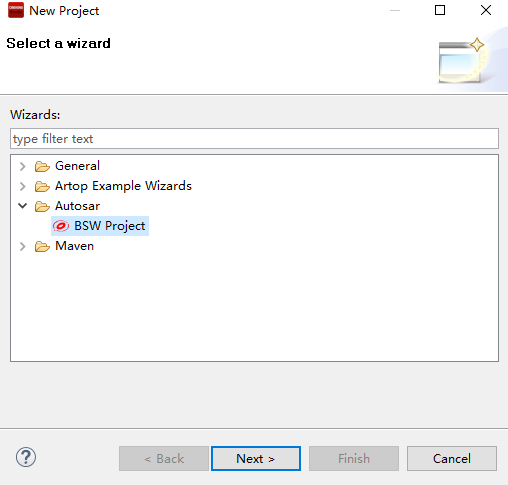 New Project
Select a wizard
Wizards:
type filter text
General
Artop Example Wizards
Autosar
BSW Project
Maven
?
< Back
Next >
Finish
Cancel